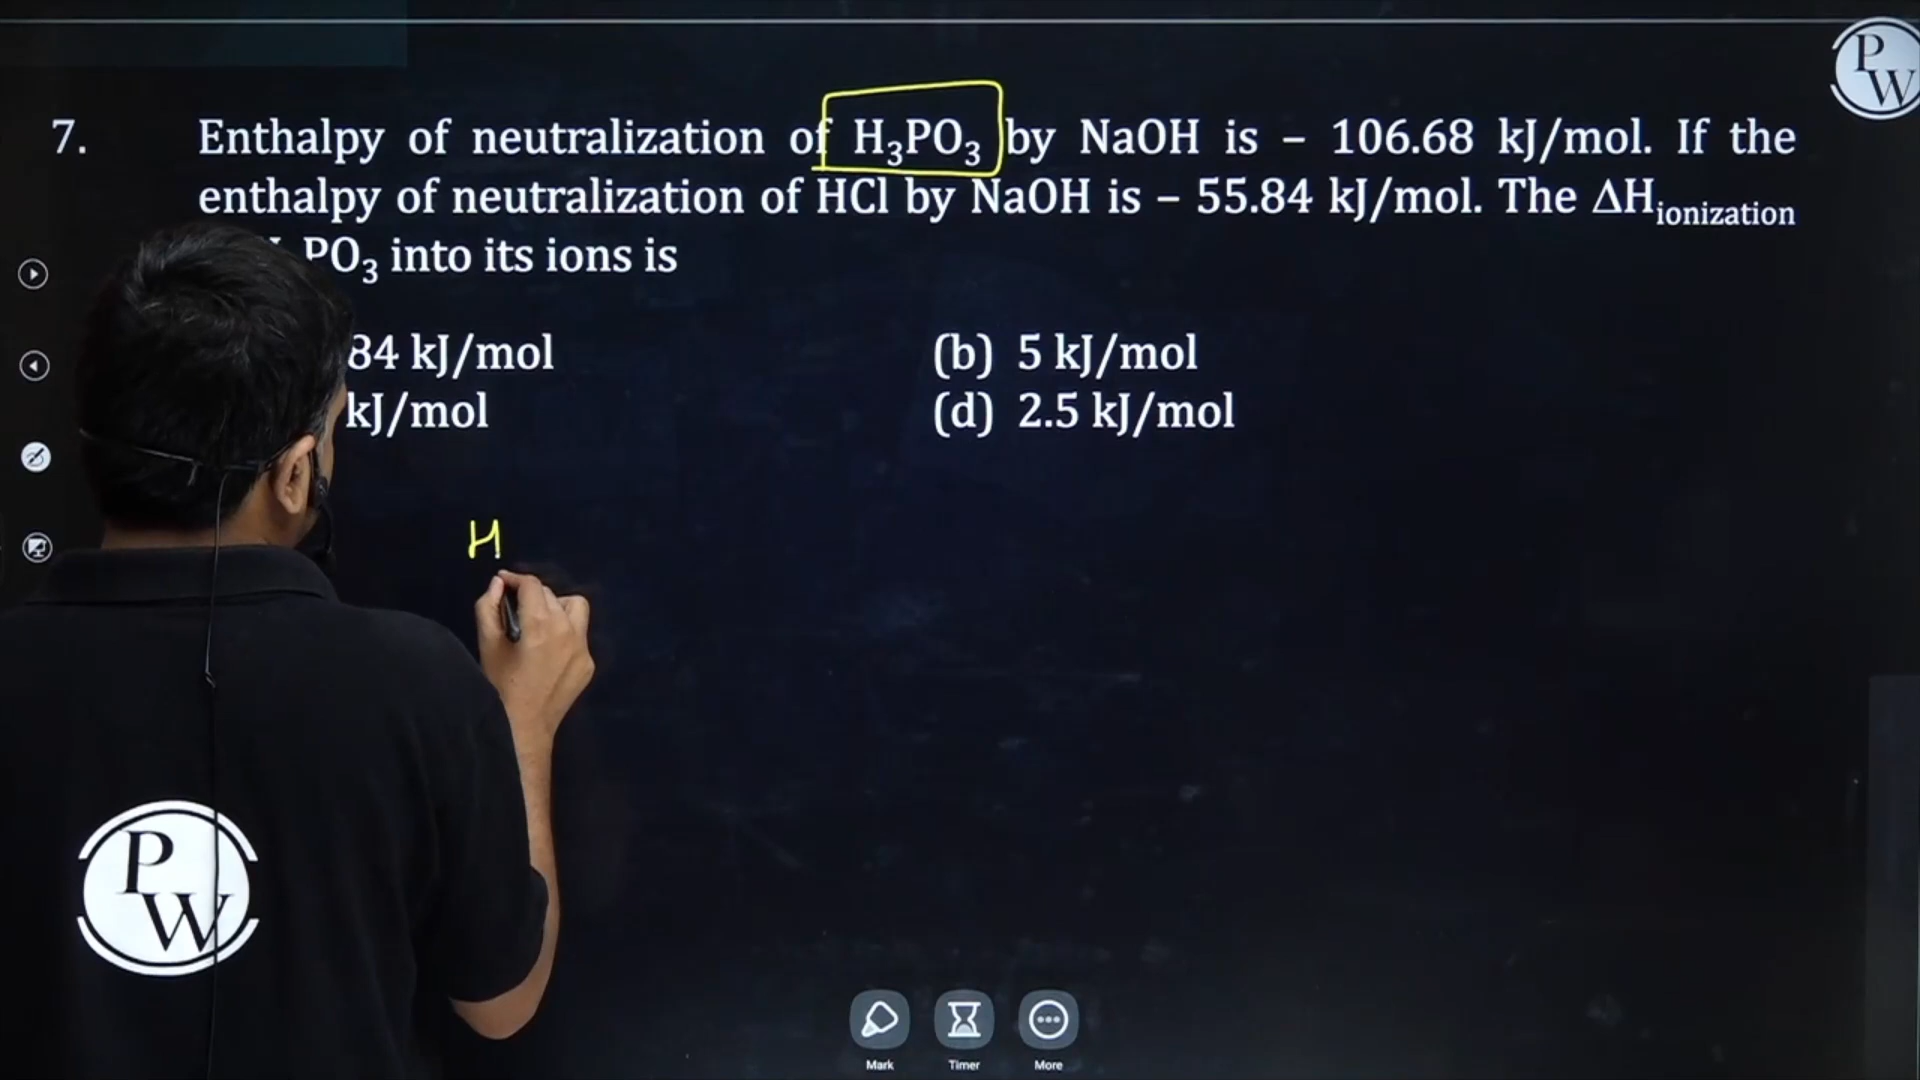 P
W
7. Enthalpy of neutralization of H₃PO₃ by NaOH is – 106.68 kJ/mol. If the
enthalpy of neutralization of HCl by NaOH is – 55.84 kJ/mol. The ΔHionization
PO₃ into its ions is
84 kJ/mol
(b) 5 kJ/mol
kJ/mol
(d) 2.5 kJ/mol
H
P
W
Mark
Timer
More